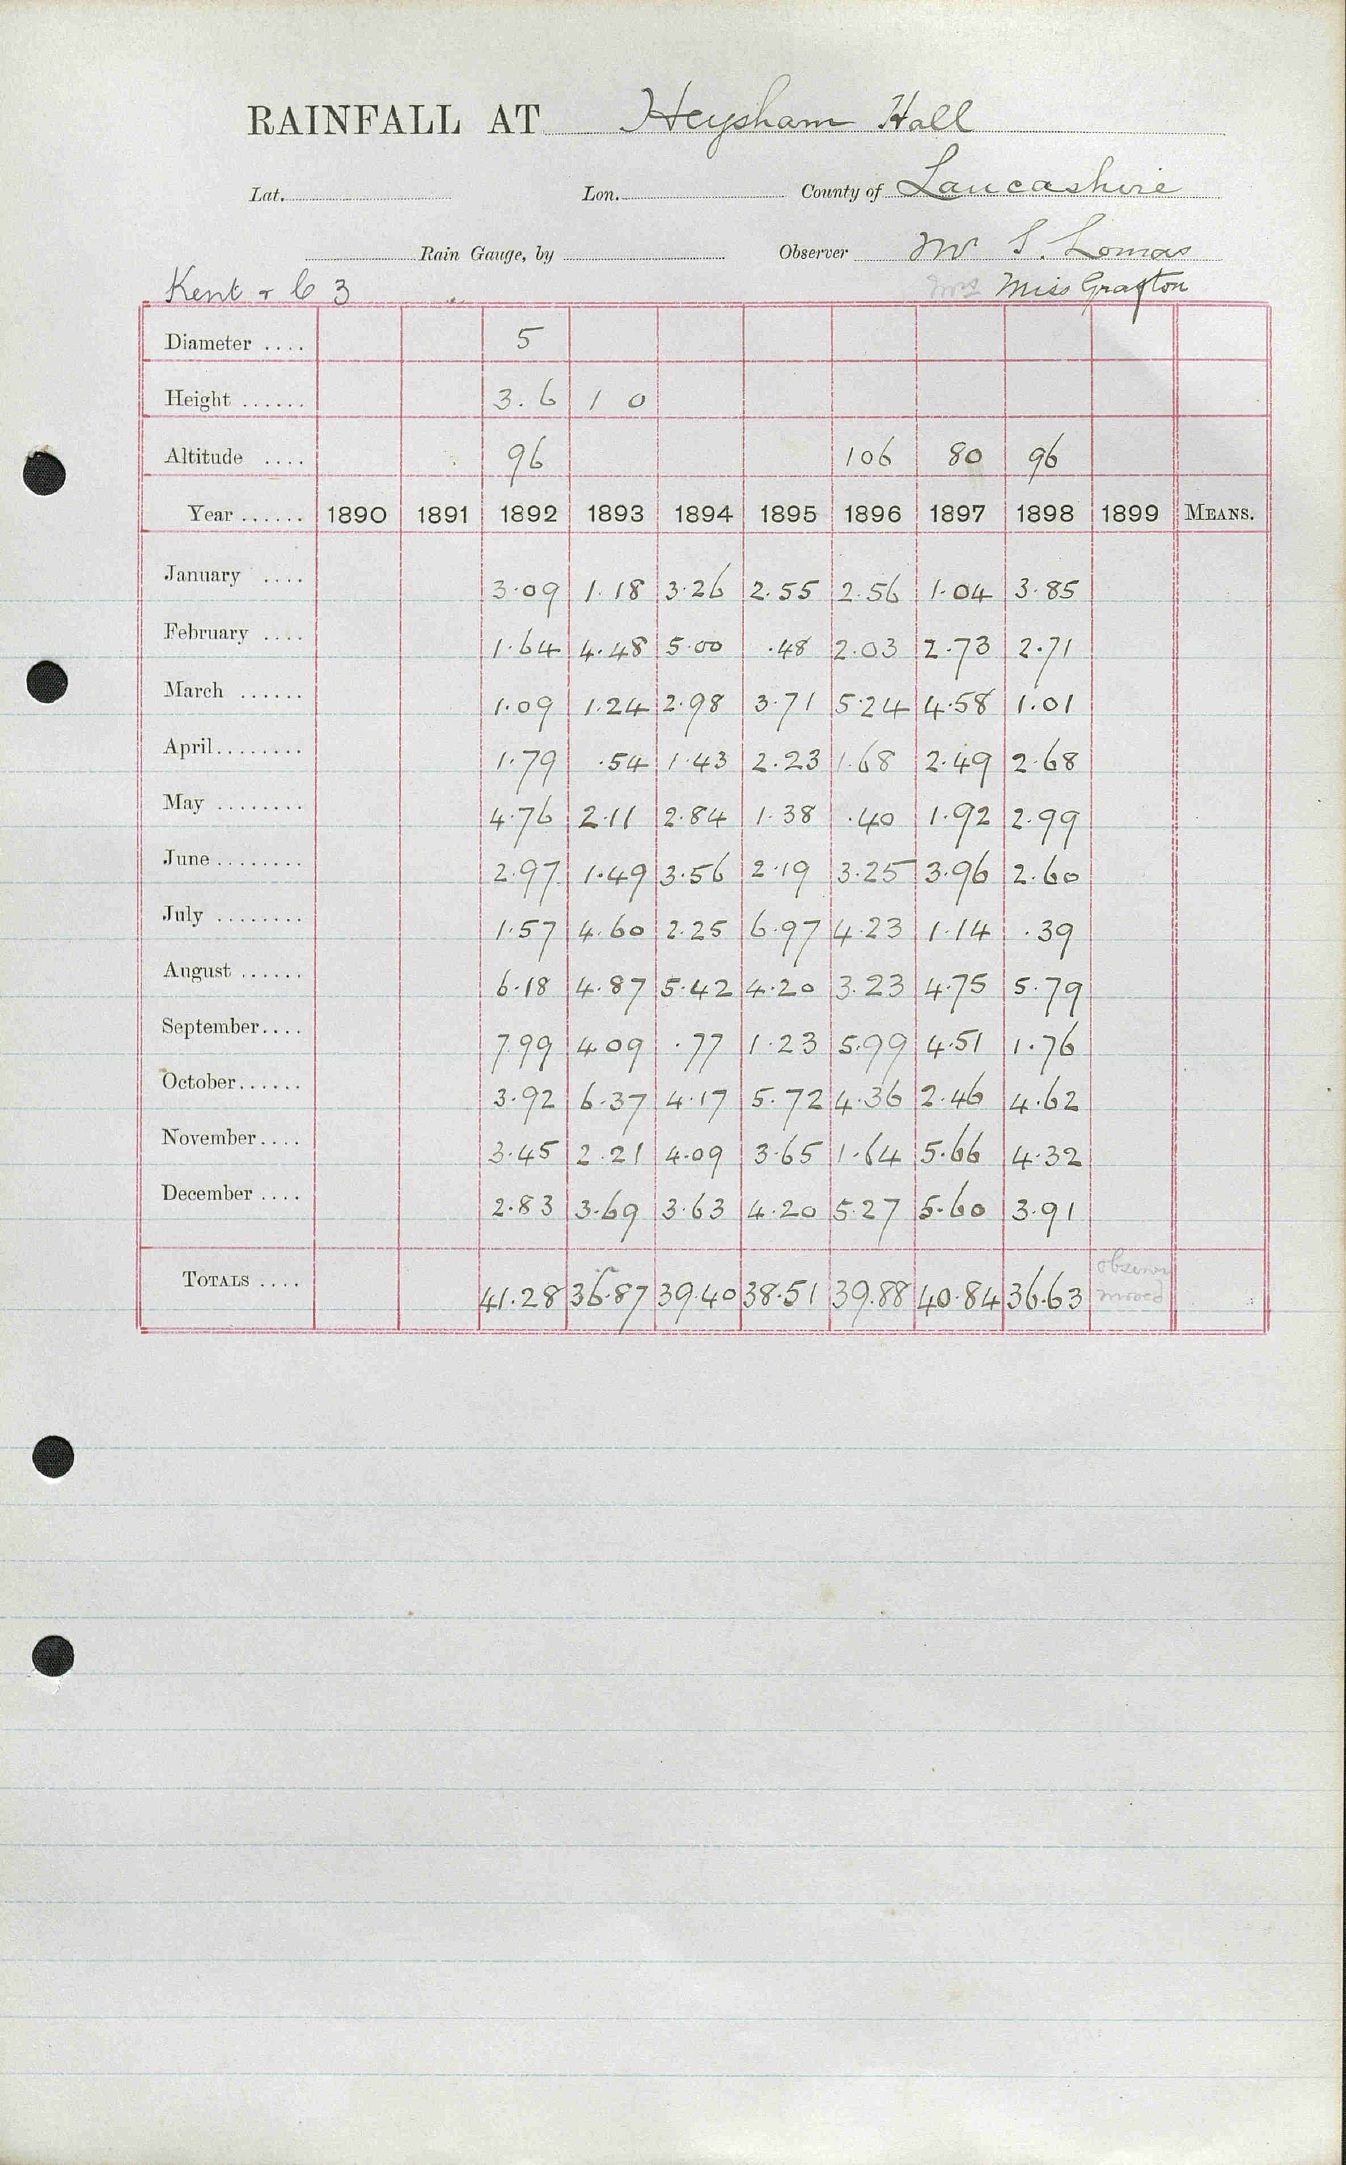 RAINFALL AT Heysham Hall
Lat. Lon. County of Lancashire
Rain Gauge, by Observer Mr S. Lomas
Kent & C 3 Mrs Miss Grafton
Diameter .... 5
Height ...... 3.6 1 0
Altitude .... 96 106 80 96
Year ...... 1890 1891 1892 1893 1894 1895 1896 1897 1898 1899 MEANS.
January .... 3.09 1.18 3.26 2.55 2.56 1.04 3.85
February .... 1.64 4.48 5.00 .48 2.03 2.73 2.71
March ...... 1.09 1.24 2.98 3.71 5.24 4.58 1.01
April........ 1.79 .54 1.43 2.23 1.68 2.49 2.68
May ........ 4.76 2.11 2.84 1.38 .40 1.92 2.99
June ........ 2.97 1.49 3.56 2.19 3.25 3.96 2.60
July ........ 1.57 4.60 2.25 6.97 4.23 1.14 .39
August ...... 6.18 4.87 5.42 4.20 3.23 4.75 5.79
September.... 7.99 4.09 .77 1.23 5.99 4.51 1.76
October...... 3.92 6.37 4.17 5.72 4.36 2.46 4.62
November.... 3.45 2.21 4.09 3.65 1.64 5.66 4.32
December .... 2.83 3.69 3.63 4.20 5.27 5.60 3.91
TOTALS .... 41.28 36.87 39.40 38.51 39.88 40.84 36.63 observer
moved